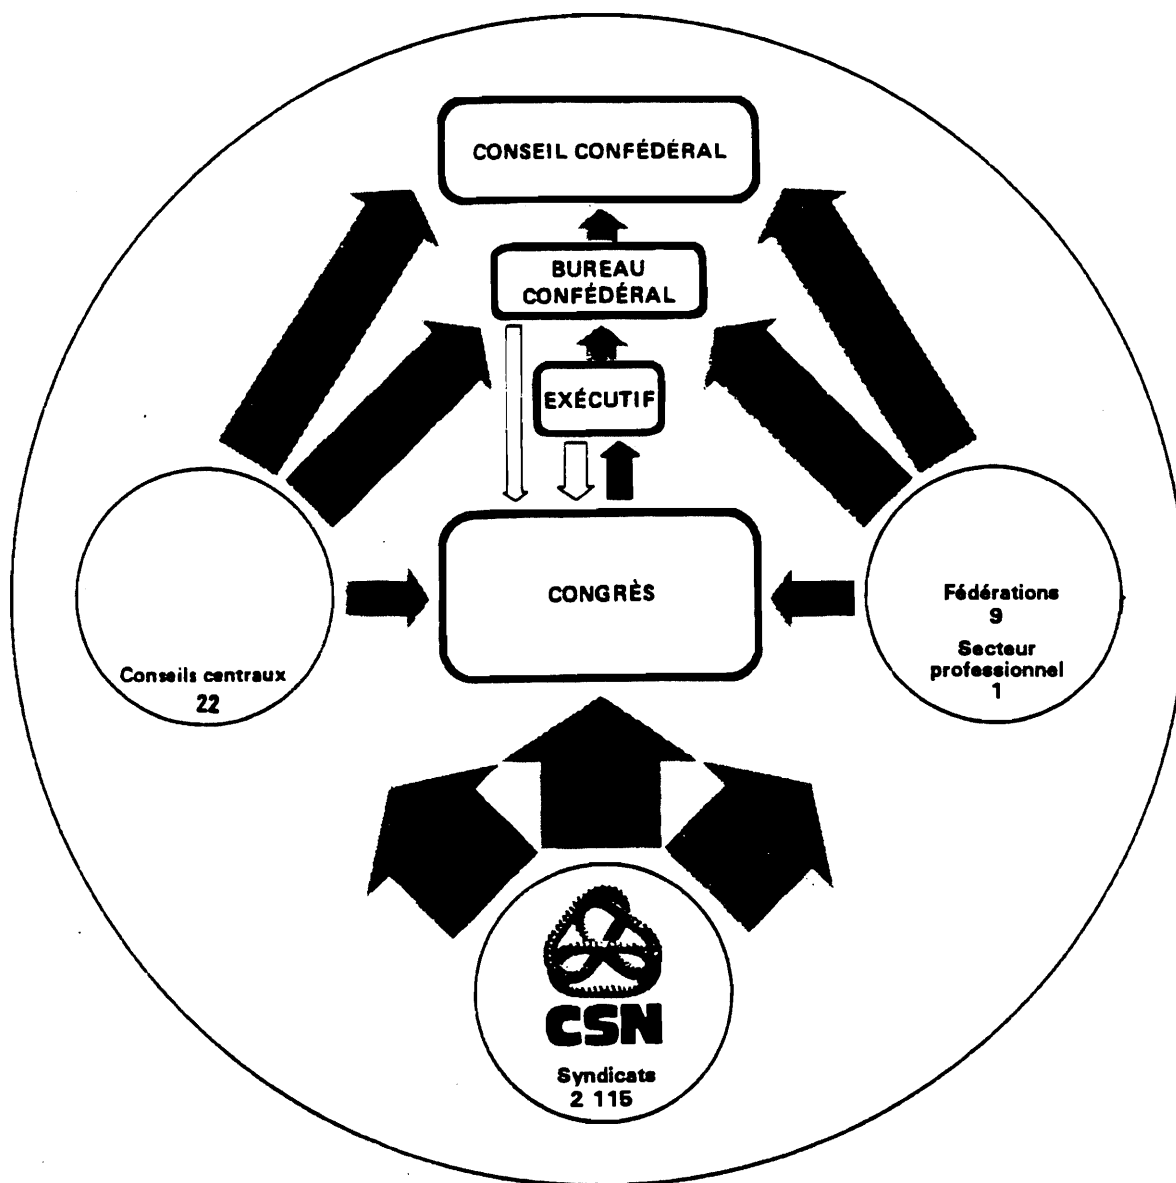 CONSEIL CONFÉDÉRAL
BUREAU
CONFÉDÉRAL
EXÉCUTIF
CONGRÈS
Conseils centraux
22
Fédérations
9
Secteur
professionnel
1
CSN
Syndicats
2 115